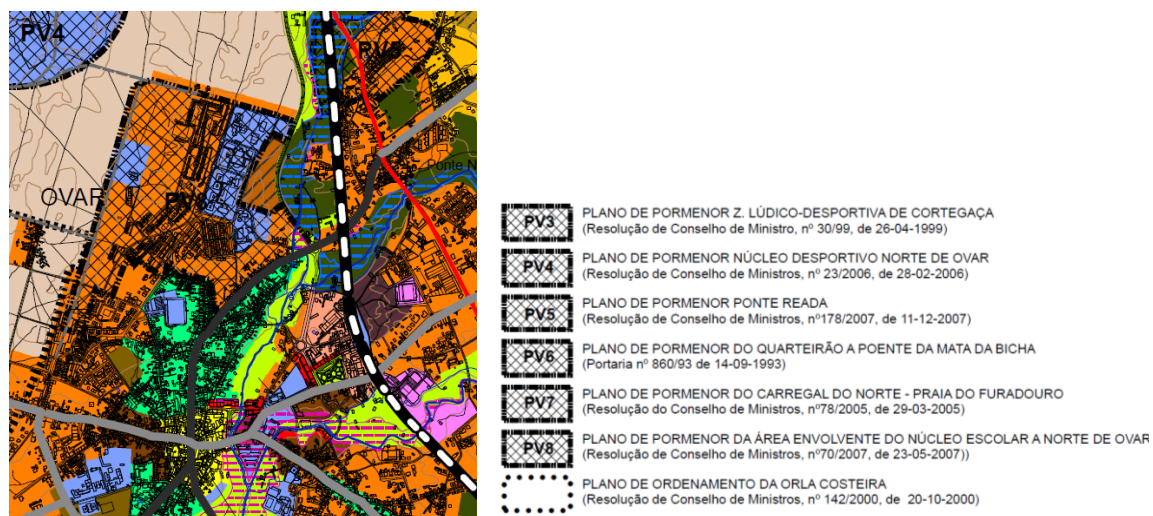 PV4
PV5
Ponte N
OVAR
PV3
PLANO DE PORMENOR Z. LÚDICO-DESPORTIVA DE CORTEGAÇA
(Resolução de Conselho de Ministro, nº 30/99, de 26-04-1999)
PV4
PLANO DE PORMENOR NÚCLEO DESPORTIVO NORTE DE OVAR
(Resolução de Conselho de Ministros, nº 23/2006, de 28-02-2006)
PV5
PLANO DE PORMENOR PONTE READA
(Resolução de Conselho de Ministros, nº178/2007, de 11-12-2007)
PV6
PLANO DE PORMENOR DO QUARTEIRÃO A POENTE DA MATA DA BICHA
(Portaria nº 860/93 de 14-09-1993)
PV7
PLANO DE PORMENOR DO CARREGAL DO NORTE - PRAIA DO FURADOURO
(Resolução do Conselho de Ministros, nº78/2005, de 29-03-2005)
PV8
PLANO DE PORMENOR DA ÁREA ENVOLVENTE DO NÚCLEO ESCOLAR A NORTE DE OVAR
(Resolução de Conselho de Ministros, nº70/2007, de 23-05-2007))
PLANO DE ORDENAMENTO DA ORLA COSTEIRA
(Resolução de Conselho de Ministros, nº 142/2000, de 20-10-2000)